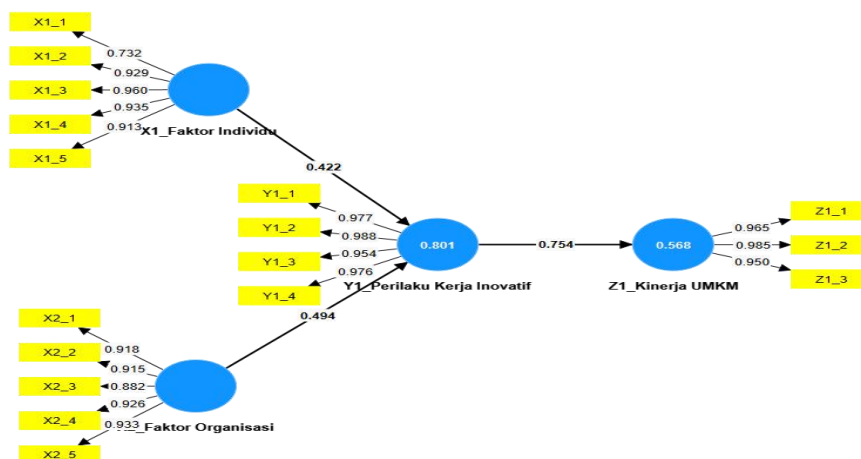 X1_1
X1_2
X1_3
X1_4
X1_5
0.732
0.929
0.960
0.935
0.913
X1_Faktor Individu
0.422
Y1_1
Y1_2
Y1_3
Y1_4
0.977
0.988
0.954
0.976
0.801
Y1_Perilaku Kerja Inovatif
0.754
0.568
Z1_Kinerja UMKM
0.965
0.985
0.950
Z1_1
Z1_2
Z1_3
0.494
X2_1
X2_2
X2_3
X2_4
X2_5
0.918
0.915
0.882
0.926
0.933
Faktor Organisasi